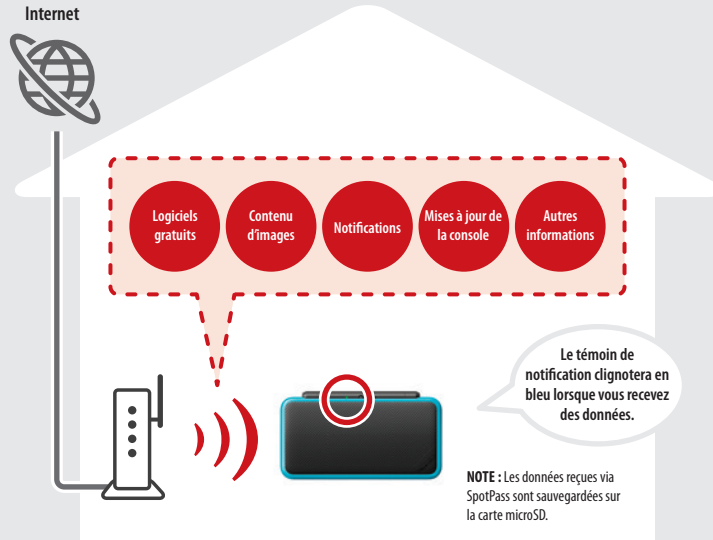 Internet
Logiciels
gratuits
Contenu
d'images
Notifications
Mises à jour de
la console
Autres
informations
Le témoin de
notification clignotera en
bleu lorsque vous recevez
des données.
NOTE : Les données reçues via
SpotPass sont sauvegardées sur
la carte microSD.